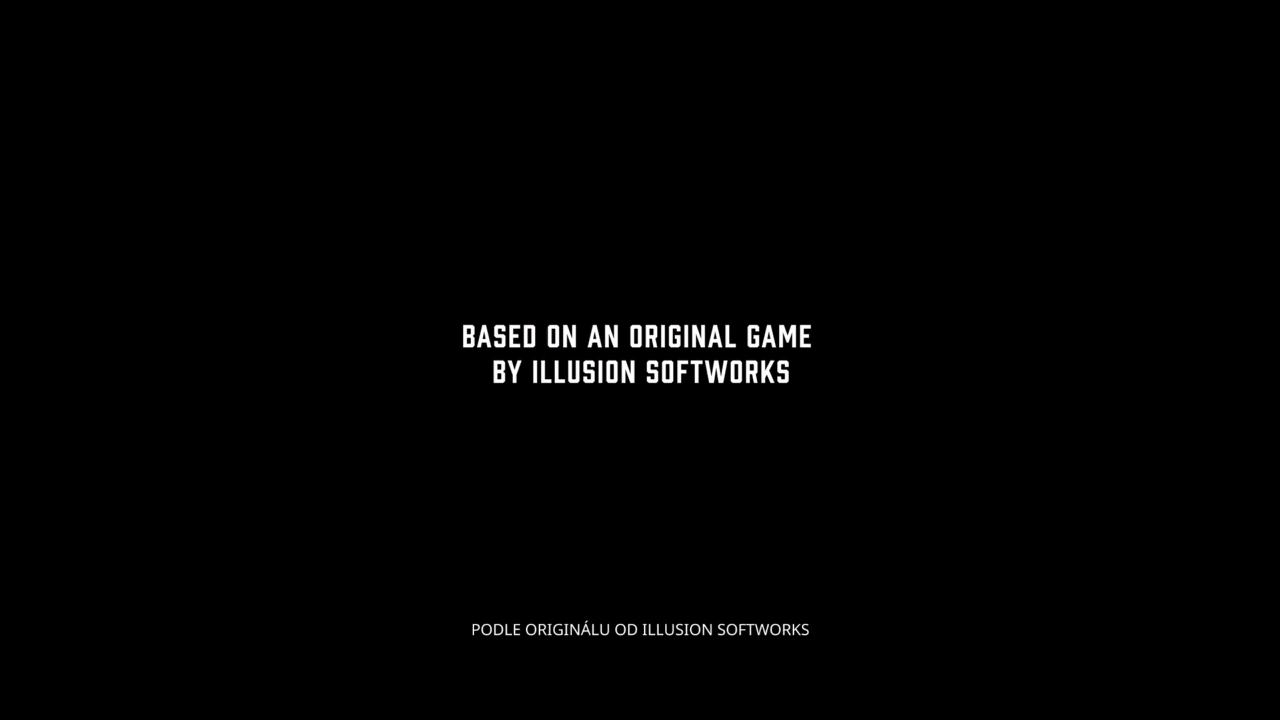 BASED ON AN ORIGINAL GAME
BY ILLUSION SOFTWORKS
PODLE ORIGINÁLU OD ILLUSION SOFTWORKS